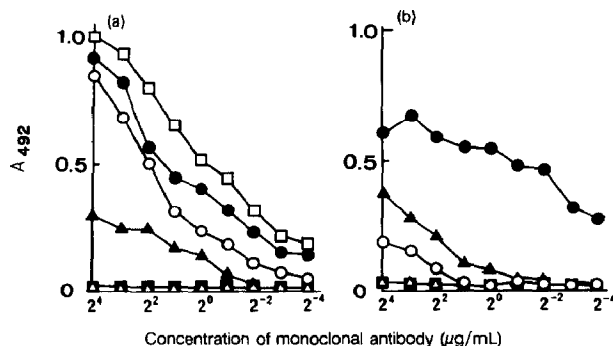 (a)
(b)
1.0
0.5
0
A 492
2⁴ 2² 2⁰ 2⁻² 2⁻⁴
1.0
0.5
0
2⁴ 2² 2⁰ 2⁻² 2⁻⁴
Concentration of monoclonal antibody (μg/mL)